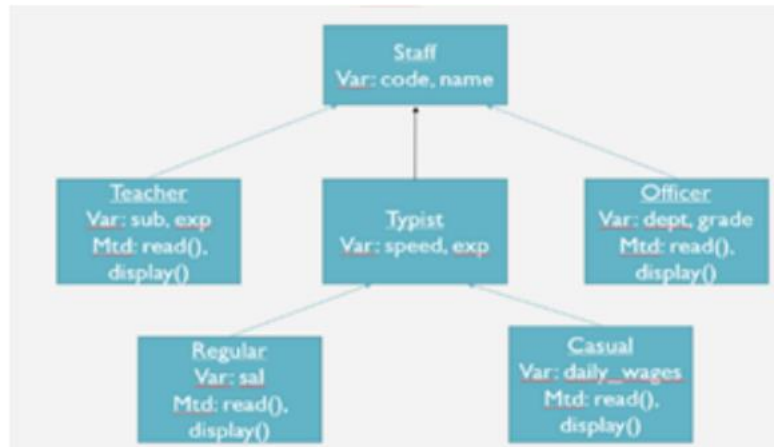 Staff
Var: code, name
Teacher
Var: sub, exp
Mtd: read(),
display()
Typist
Var: speed, exp
Officer
Var: dept, grade
Mtd: read(),
display()
Regular
Var: sal
Mtd: read(),
display()
Casual
Var: daily_wages
Mtd: read(),
display()